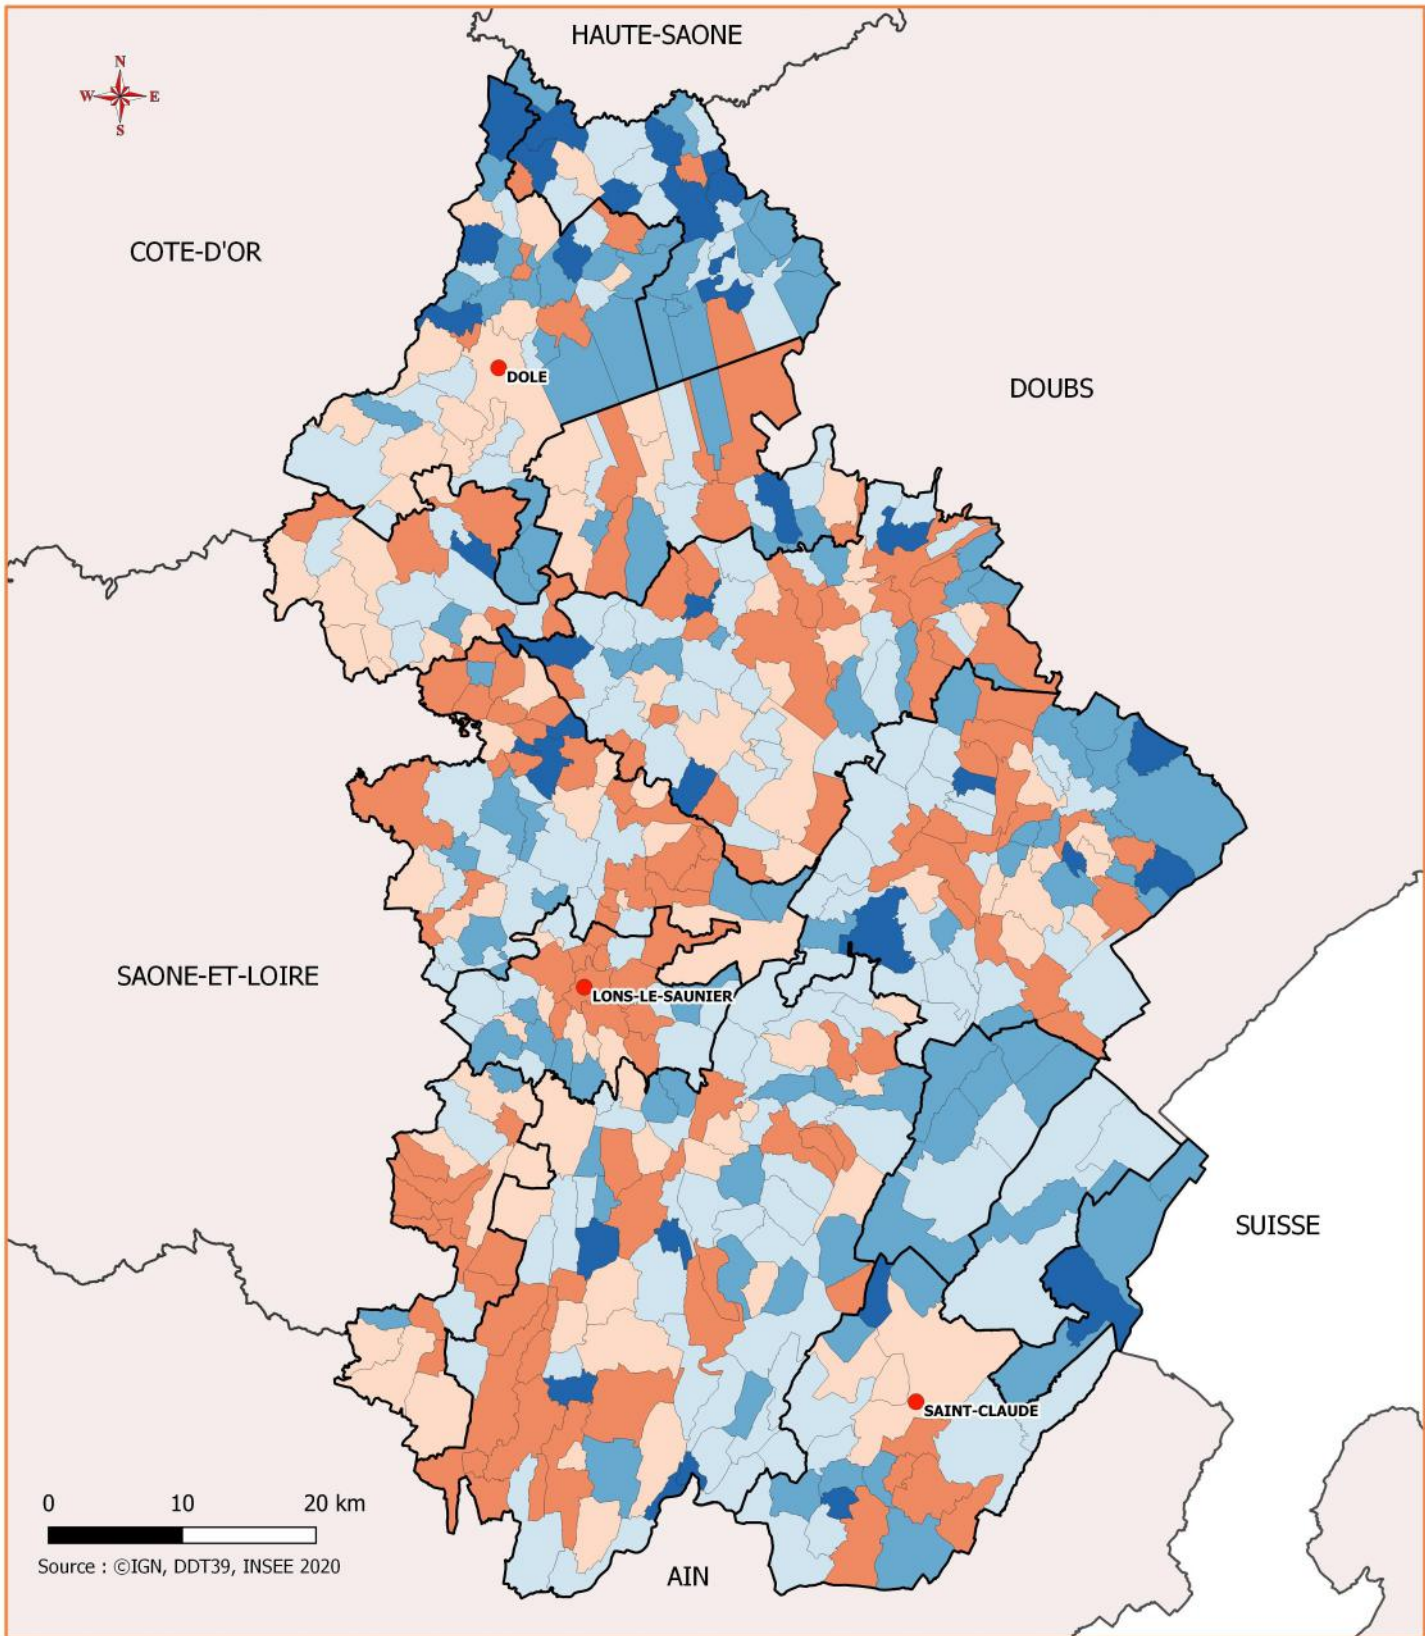 HAUTE-SAONE
N
W E
S
COTE-D'OR
DOUBS
DOLE
SAONE-ET-LOIRE
LONS-LE-SAUNIER
SUISSE
SAINT-CLAUDE
0 10 20 km
Source : ©IGN, DDT39, INSEE 2020
AIN